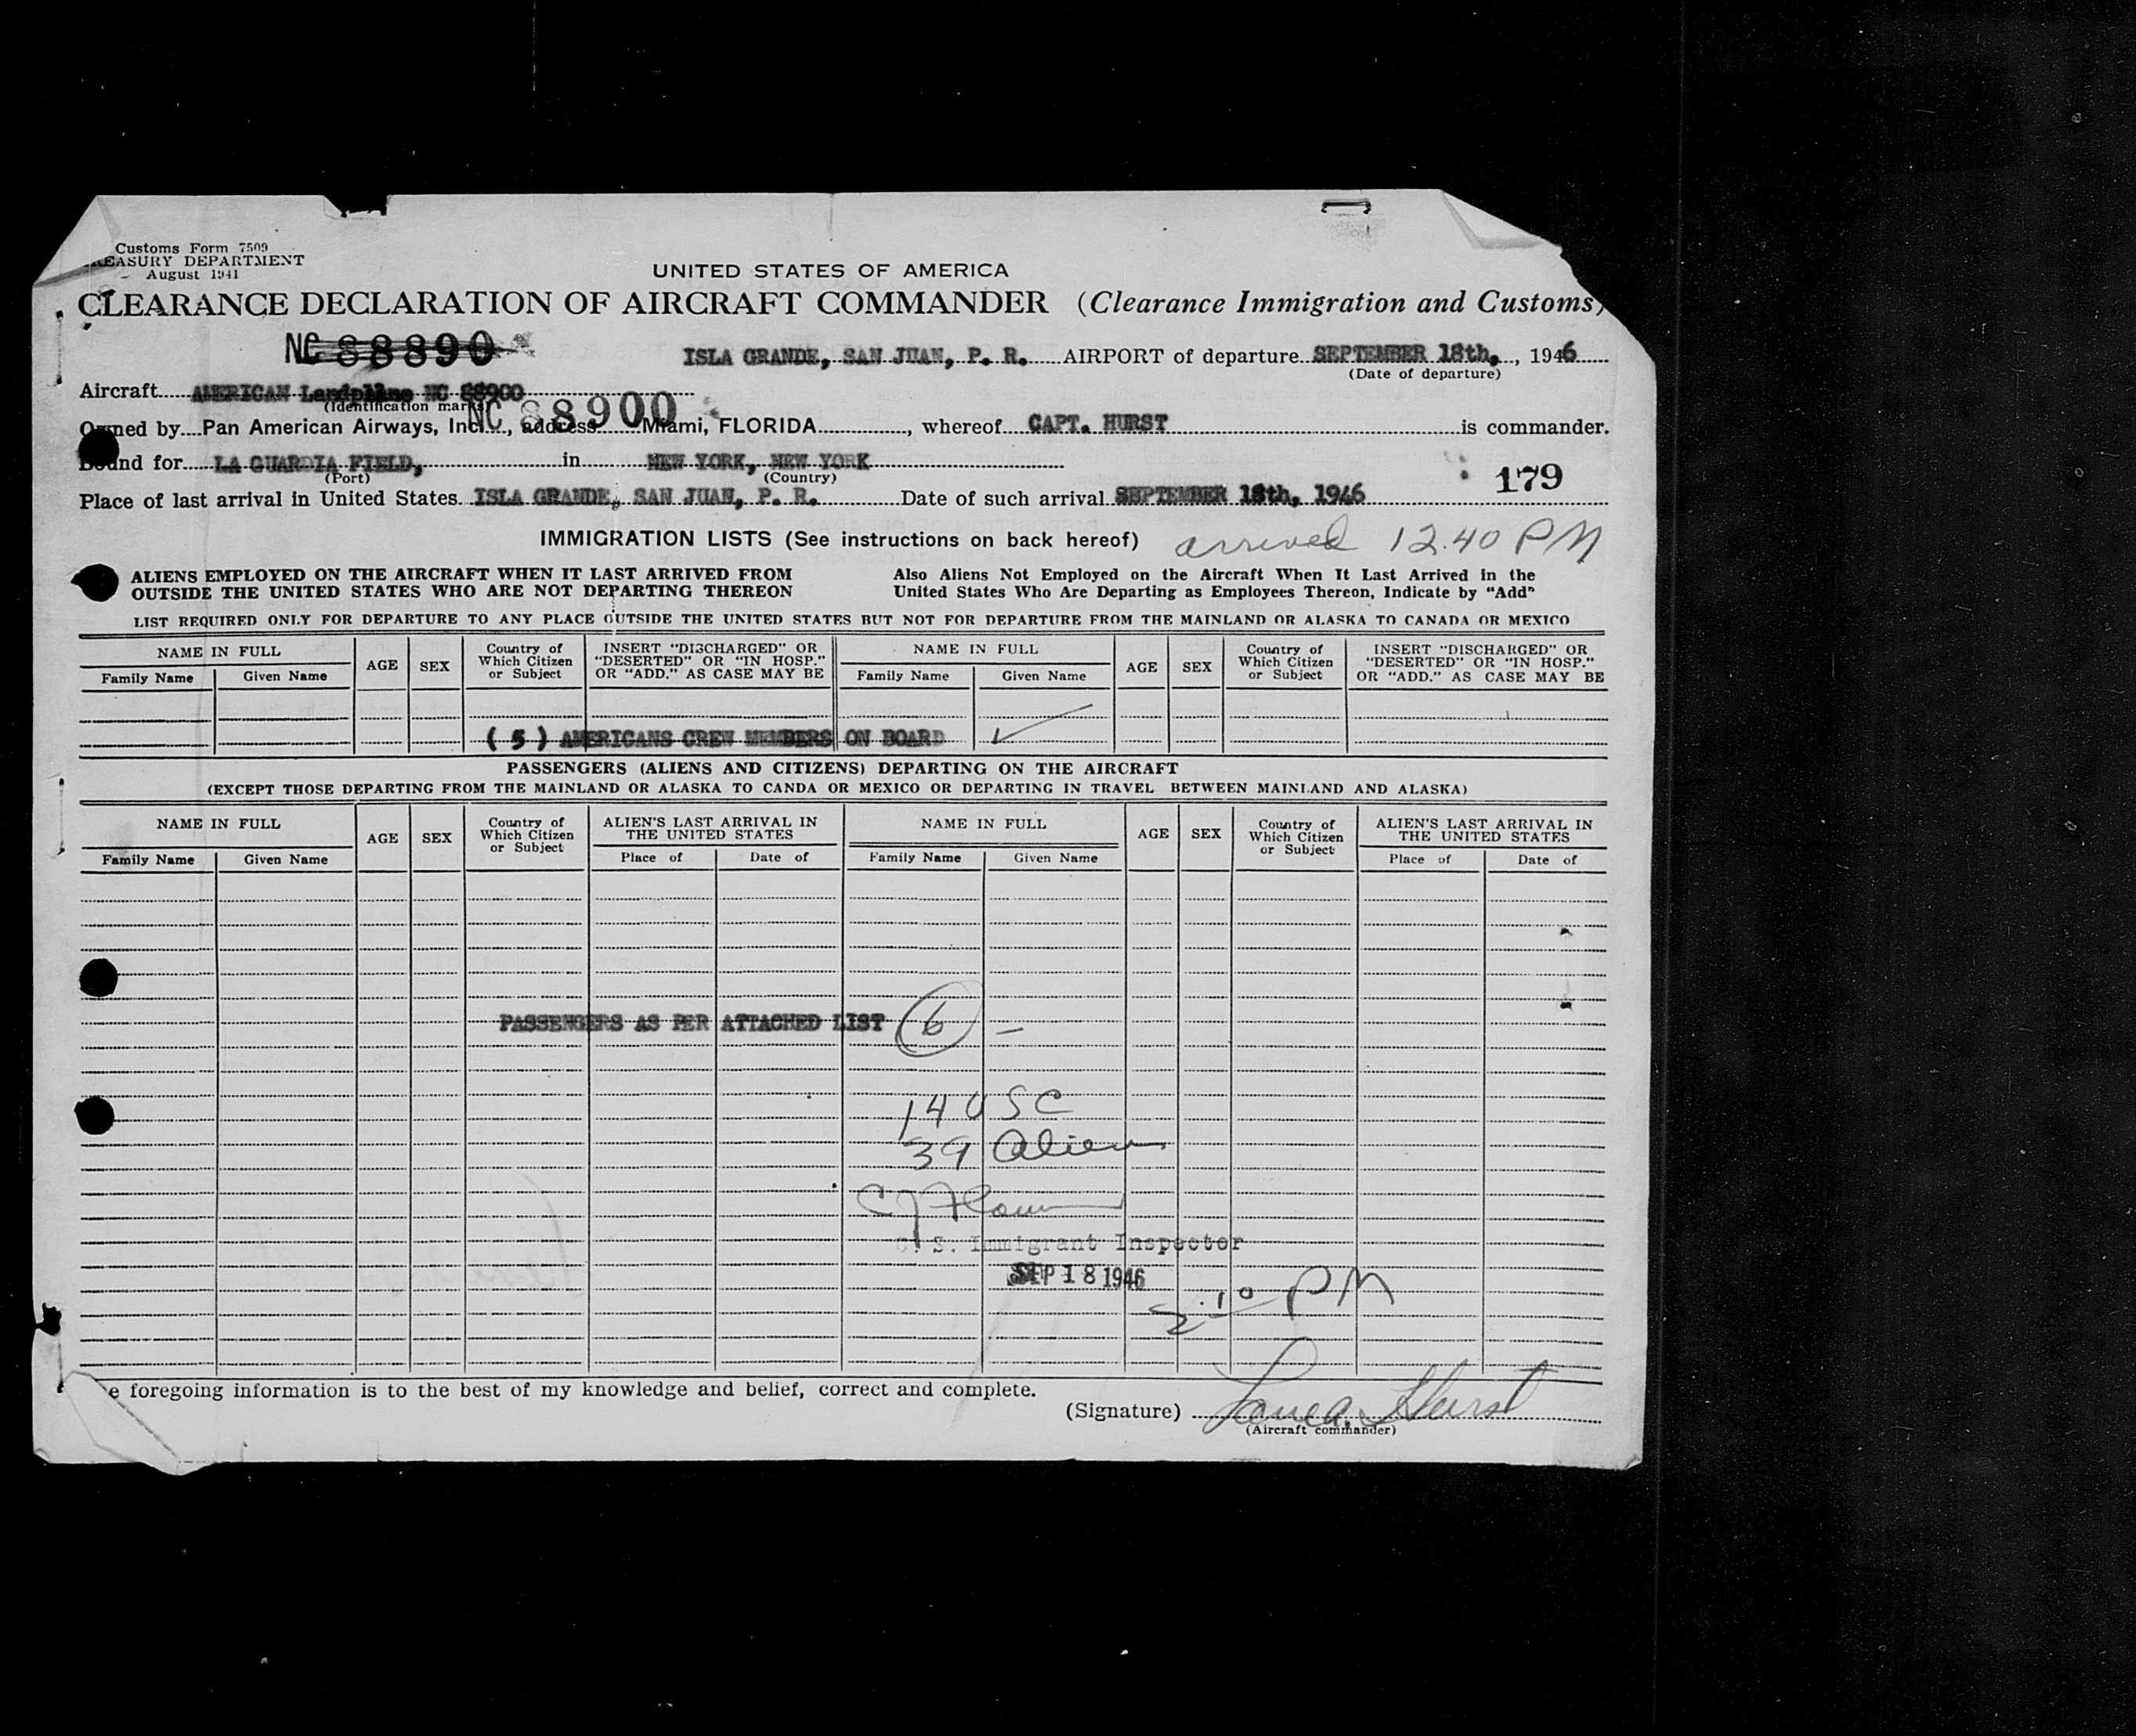 Customs Form 7509
TREASURY DEPARTMENT
August 1941
UNITED STATES OF AMERICA
CLEARANCE DECLARATION OF AIRCRAFT COMMANDER (Clearance Immigration and Customs)
NC 88890
ISLA GRANDE, SAN JUAN, P. R. AIRPORT of departure SEPTEMBER 18th, , 1946
(Date of departure)
Aircraft AMERICAN Landplane NC 88900
(Identification marks)
NC 88900
Owned by Pan American Airways, Inc. , address Miami, FLORIDA , whereof CAPT. HURST is commander.
Bound for LA GUARDIA FIELD, in NEW YORK, NEW YORK
(Port) (Country)
179
Place of last arrival in United States. ISLA GRANDE, SAN JUAN, P. R. Date of such arrival SEPTEMBER 18th, 1946
IMMIGRATION LISTS (See instructions on back hereof) arrived 12.40 PM
ALIENS EMPLOYED ON THE AIRCRAFT WHEN IT LAST ARRIVED FROM
OUTSIDE THE UNITED STATES WHO ARE NOT DEPARTING THEREON
Also Aliens Not Employed on the Aircraft When It Last Arrived in the
United States Who Are Departing as Employees Thereon, Indicate by "Add"
LIST REQUIRED ONLY FOR DEPARTURE TO ANY PLACE OUTSIDE THE UNITED STATES BUT NOT FOR DEPARTURE FROM THE MAINLAND OR ALASKA TO CANADA OR MEXICO
NAME IN FULL AGE SEX Country of Which Citizen or Subject INSERT "DISCHARGED" OR "DESERTED" OR "IN HOSP." OR "ADD." AS CASE MAY BE NAME IN FULL AGE SEX Country of Which Citizen or Subject INSERT "DISCHARGED" OR "DESERTED" OR "IN HOSP." OR "ADD." AS CASE MAY BE
Family Name Given Name Family Name Given Name
( 5 ) AMERICANS CREW MEMBERS ON BOARD ✓
PASSENGERS (ALIENS AND CITIZENS) DEPARTING ON THE AIRCRAFT
(EXCEPT THOSE DEPARTING FROM THE MAINLAND OR ALASKA TO CANDA OR MEXICO OR DEPARTING IN TRAVEL BETWEEN MAINLAND AND ALASKA)
NAME IN FULL AGE SEX Country of Which Citizen or Subject ALIEN'S LAST ARRIVAL IN THE UNITED STATES NAME IN FULL AGE SEX Country of Which Citizen or Subject ALIEN'S LAST ARRIVAL IN THE UNITED STATES
Family Name Given Name Place of Date of Family Name Given Name Place of Date of
PASSENGERS AS PER ATTACHED LIST 6 —
14 USC
39 Aliens
U. S. Immigrant Inspector
SEP 18 1946
2.10 PM
e foregoing information is to the best of my knowledge and belief, correct and complete.
(Signature) Hurst
(Aircraft commander)